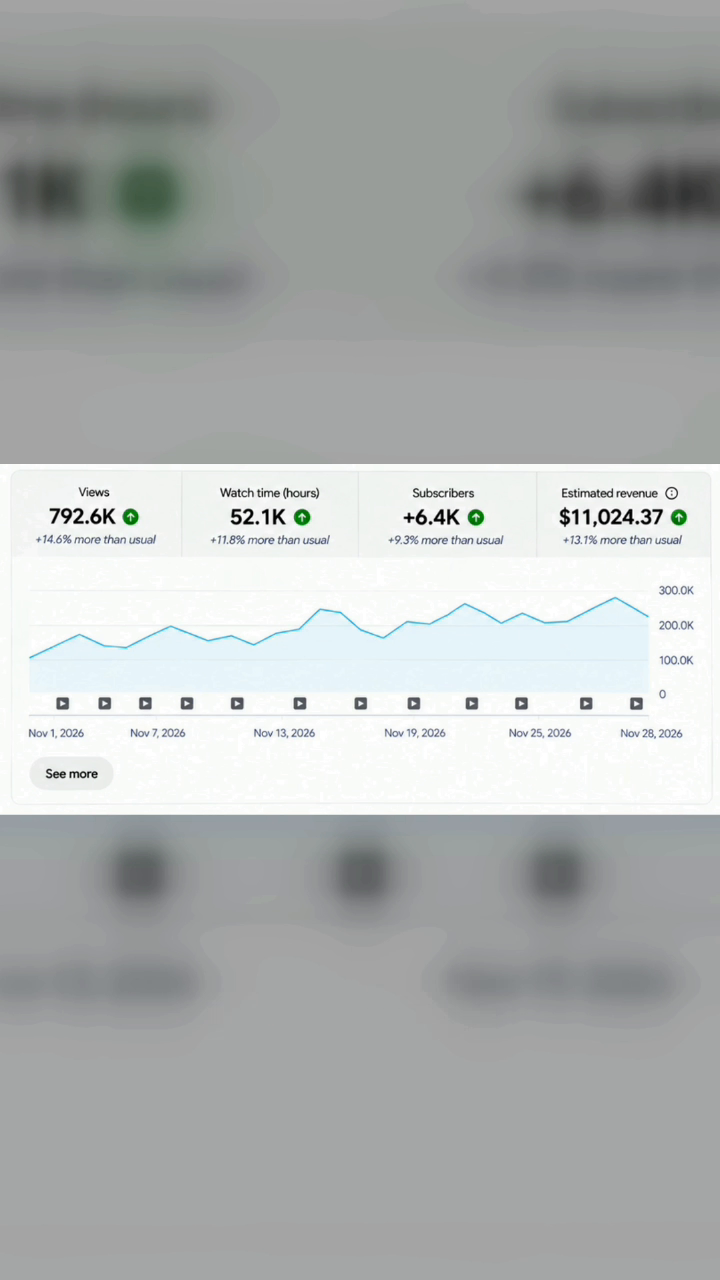 Views
792.6K
+14.6% more than usual
Watch time (hours)
52.1K
+11.8% more than usual
Subscribers
+6.4K
+9.3% more than usual
Estimated revenue
$11,024.37
+13.1% more than usual
300.0K
200.0K
100.0K
0
Nov 1, 2026
Nov 7, 2026
Nov 13, 2026
Nov 19, 2026
Nov 25, 2026
Nov 28, 2026
See more